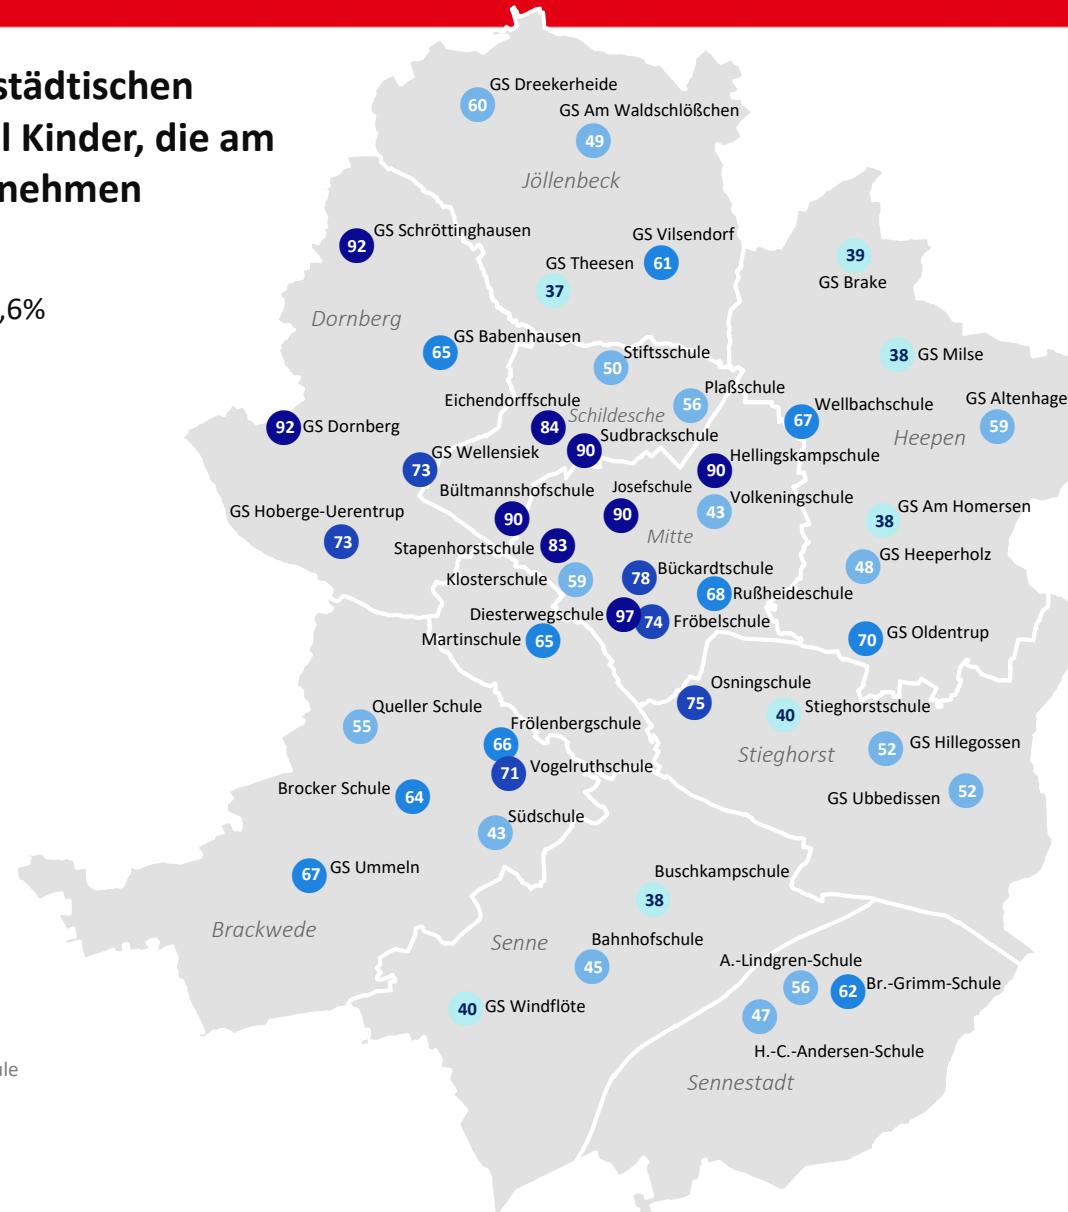 städtischen
l Kinder, die am
nehmen
,6%
GS Dreekerheide
60
GS Am Waldschlößchen
49
Jöllenbeck
GS Schröttinghausen
92
GS Vilsendorf
61
GS Theesen
37
39
GS Brake
Dornberg
GS Babenhausen
65
Stiftsschule
50
38 GS Milse
Plaßschule
56
Eichendorffschule
84
Schildesche
Wellbachschule
67
GS Altenhage
59
Heepen
92 GS Dornberg
Sudbrackschule
90
GS Wellensiek
73
Hellingskampschule
90
Bültmannshofschule
90
Josefschule
90
Volkeningschule
43
GS Am Homersen
38
GS Hoberge-Uerentrup
73
Mitte
Stapenhorstschule 83
GS Heeperholz
48
Klosterschule 59
Bückardtschule
78
68 Rußheideschule
Diesterwegschule 97
74 Fröbelschule
Martinschule 65
70 GS Oldentrup
Osningschule
75
Stieghorstschule
40
Queller Schule
55
Frölenbergschule
66
GS Hillegossen
52
Stieghorst
71 Vogelruthschule
Brocker Schule 64
GS Ubbedissen 52
Südschule
43
GS Ummeln
67
Buschkampschule
38
Brackwede
Senne
Bahnhofschule
45
A.-Lindgren-Schule
56
Br.-Grimm-Schule
62
40 GS Windflöte
47
H.-C.-Andersen-Schule
ule
Sennestadt